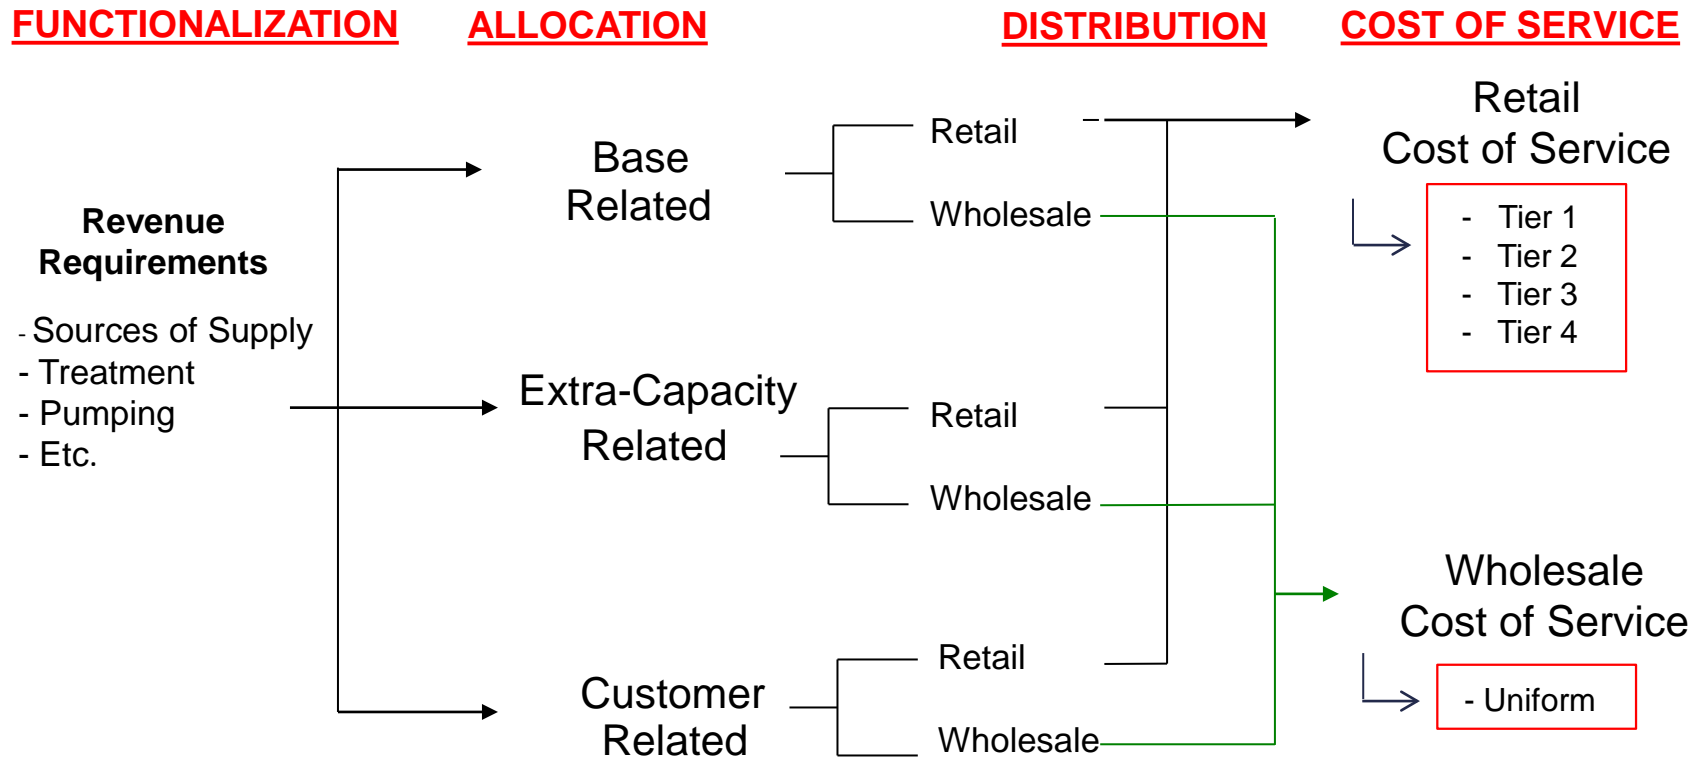 FUNCTIONALIZATION
ALLOCATION
DISTRIBUTION
COST OF SERVICE
Revenue
Requirements
- Sources of Supply
- Treatment
- Pumping
- Etc.
Base
Related
Retail
Wholesale
Extra-Capacity
Related
Retail
Wholesale
Customer
Related
Retail
Wholesale
Retail
Cost of Service
- Tier 1
- Tier 2
- Tier 3
- Tier 4
Wholesale
Cost of Service
- Uniform